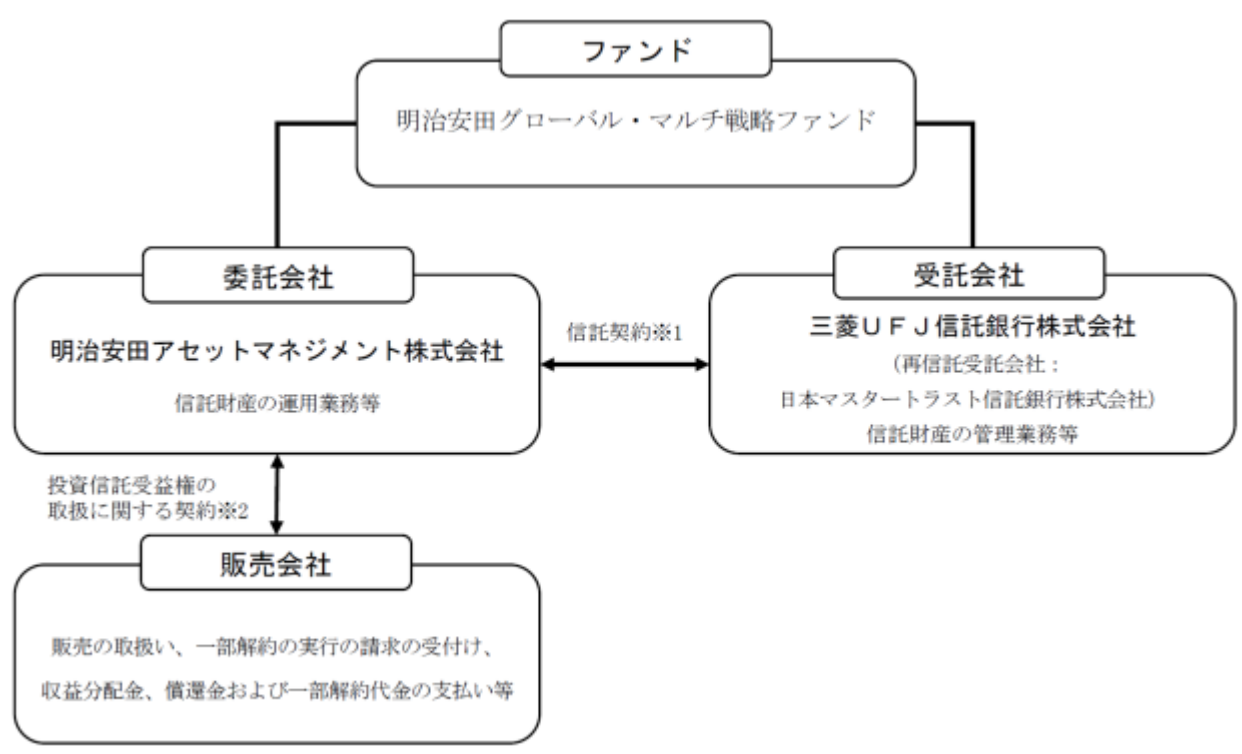 ファンド
明治安田グローバル・マルチ戦略ファンド
委託会社
明治安田アセットマネジメント株式会社
信託財産の運用業務等
信託契約※1
受託会社
三菱ＵＦＪ信託銀行株式会社
（再信託受託会社：
日本マスタートラスト信託銀行株式会社）
信託財産の管理業務等
投資信託受益権の
取扱に関する契約※2
販売会社
販売の取扱い、一部解約の実行の請求の受付け、
収益分配金、償還金および一部解約代金の支払い等